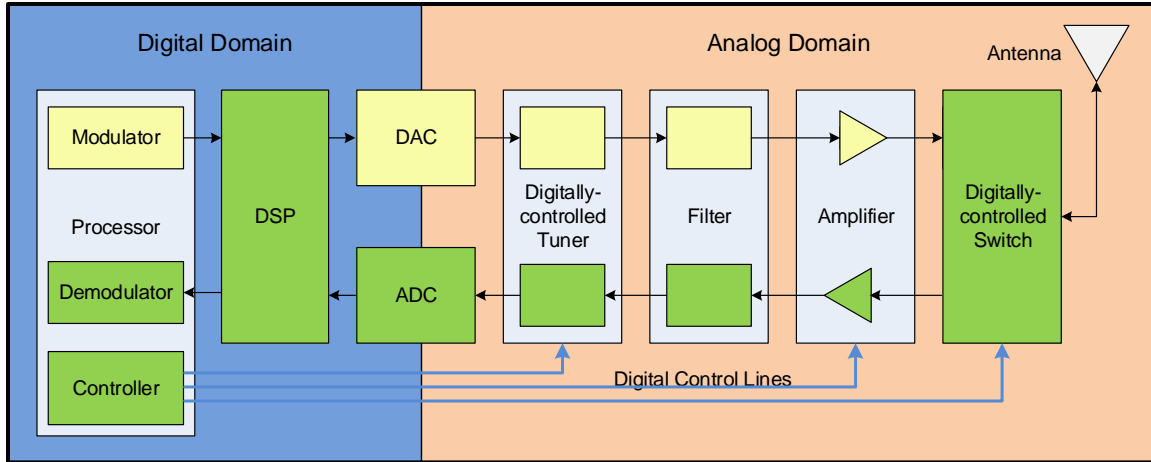 Digital Domain
Analog Domain
Antenna
Modulator
DAC
Processor
DSP
Digitally-
controlled
Tuner
Filter
Amplifier
Digitally-
controlled
Switch
Demodulator
ADC
Controller
Digital Control Lines